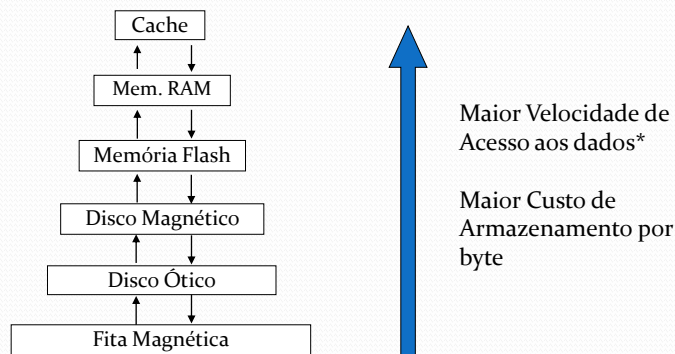 Cache
Mem. RAM
Memória Flash
Disco Magnético
Disco Ótico
Fita Magnética
Maior Velocidade de
Acesso aos dados*
Maior Custo de
Armazenamento por
byte